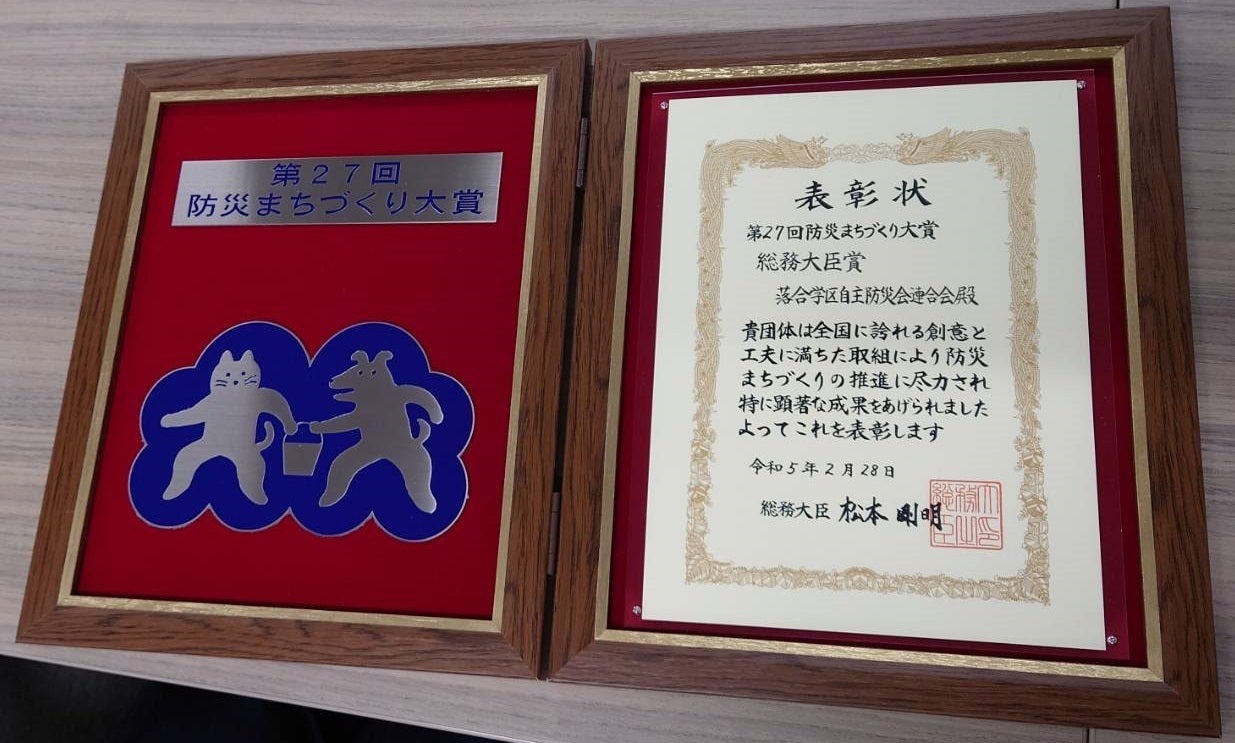 第27回
防災まちづくり大賞
表彰状
第27回防災まちづくり大賞
総務大臣賞
落合学区自主防災会連合会殿
貴団体は全国に誇れる創意と
工夫に満ちた取組により防災
まちづくりの推進に尽力され
特に顕著な成果をあげられました
よってこれを表彰します
令和5年2月28日
総務大臣 松本剛明
総務大臣之印